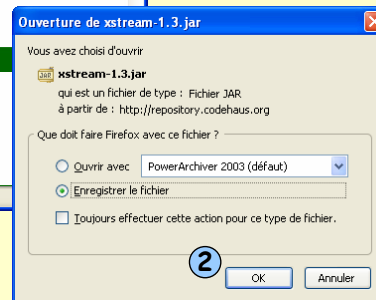 Ouverture de xstream-1.3.jar
Vous avez choisi d'ouvrir
JAR xstream-1.3.jar
qui est un fichier de type : Fichier JAR
à partir de : http://repository.codehaus.org
Que doit faire Firefox avec ce fichier ?
Ouvrir avec PowerArchiver 2003 (défaut)
Enregistrer le fichier
Toujours effectuer cette action pour ce type de fichier.
2
OK Annuler